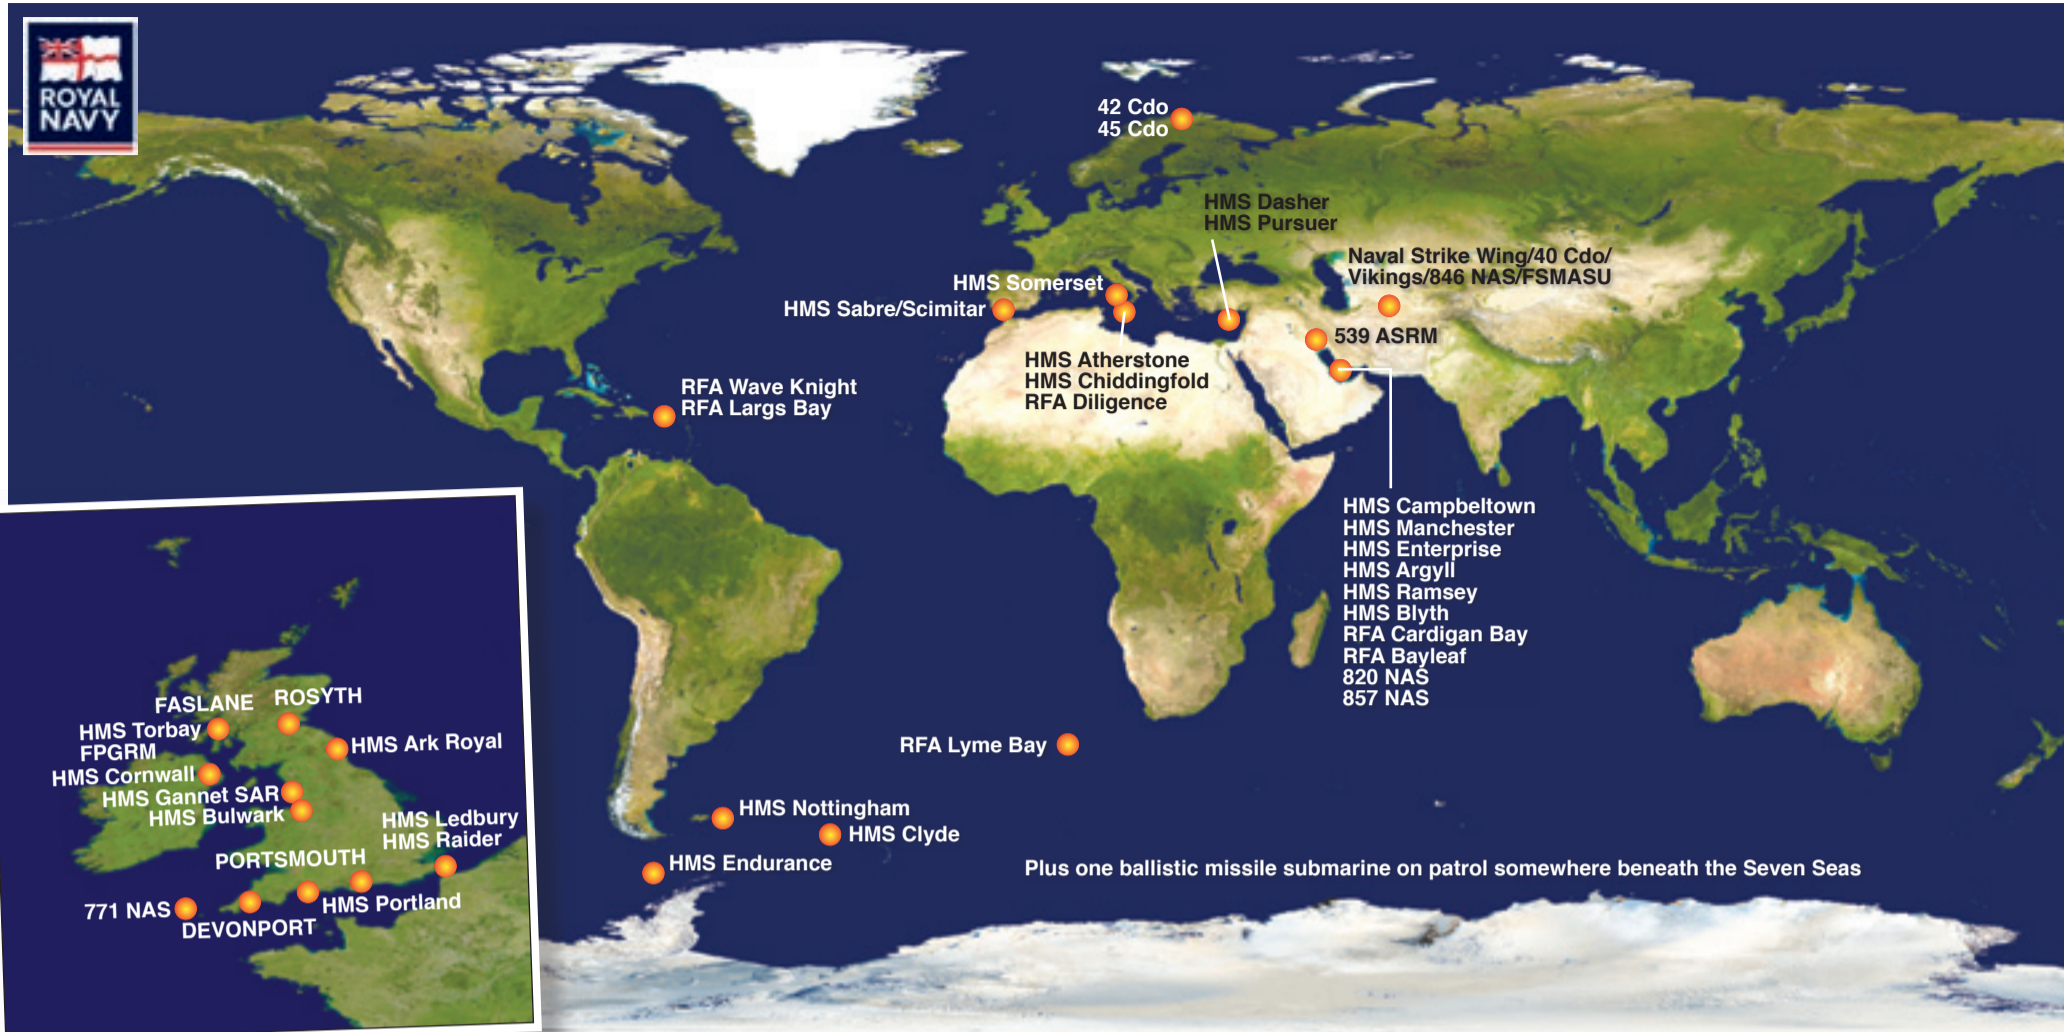 ROYAL
NAVY
42 Cdo
45 Cdo
HMS Dasher
HMS Pursuer
Naval Strike Wing/40 Cdo/
Vikings/846 NAS/FSMASU
HMS Somerset
HMS Sabre/Scimitar
539 ASRM
HMS Atherstone
HMS Chiddingfold
RFA Diligence
RFA Wave Knight
RFA Largs Bay
HMS Campbeltown
HMS Manchester
HMS Enterprise
HMS Argyll
HMS Ramsey
HMS Blyth
RFA Cardigan Bay
RFA Bayleaf
820 NAS
857 NAS
RFA Lyme Bay
HMS Nottingham
HMS Clyde
HMS Endurance
Plus one ballistic missile submarine on patrol somewhere beneath the Seven Seas
FASLANE
ROSYTH
HMS Torbay
FPGRM
HMS Ark Royal
HMS Cornwall
HMS Gannet SAR
HMS Bulwark
HMS Ledbury
HMS Raider
PORTSMOUTH
HMS Portland
771 NAS
DEVONPORT